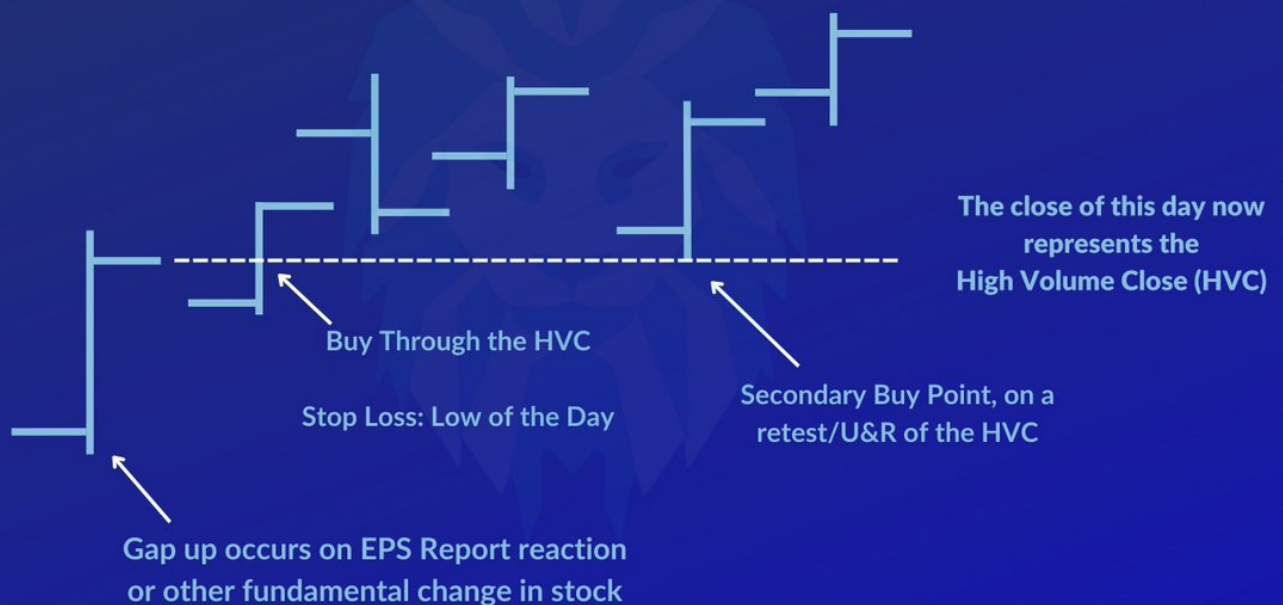 The close of this day now
represents the
High Volume Close (HVC)
Buy Through the HVC
Stop Loss: Low of the Day
Secondary Buy Point, on a
retest/U&R of the HVC
Gap up occurs on EPS Report reaction
or other fundamental change in stock